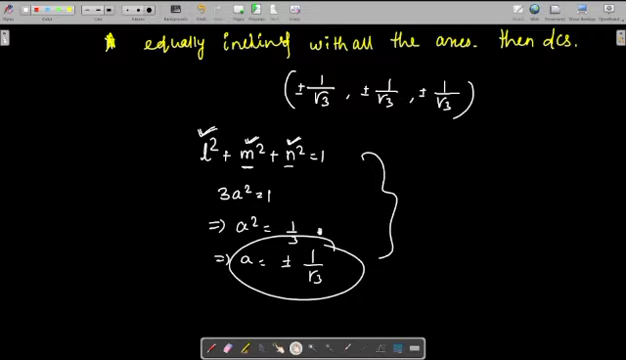 * equally inclined with all the axes. then dcs.
(± 1/√3, ± 1/√3, ± 1/√3)
l² + m² + n² = 1
3a² = 1
⇒ a² = 1/3
⇒ a = ± 1/√3